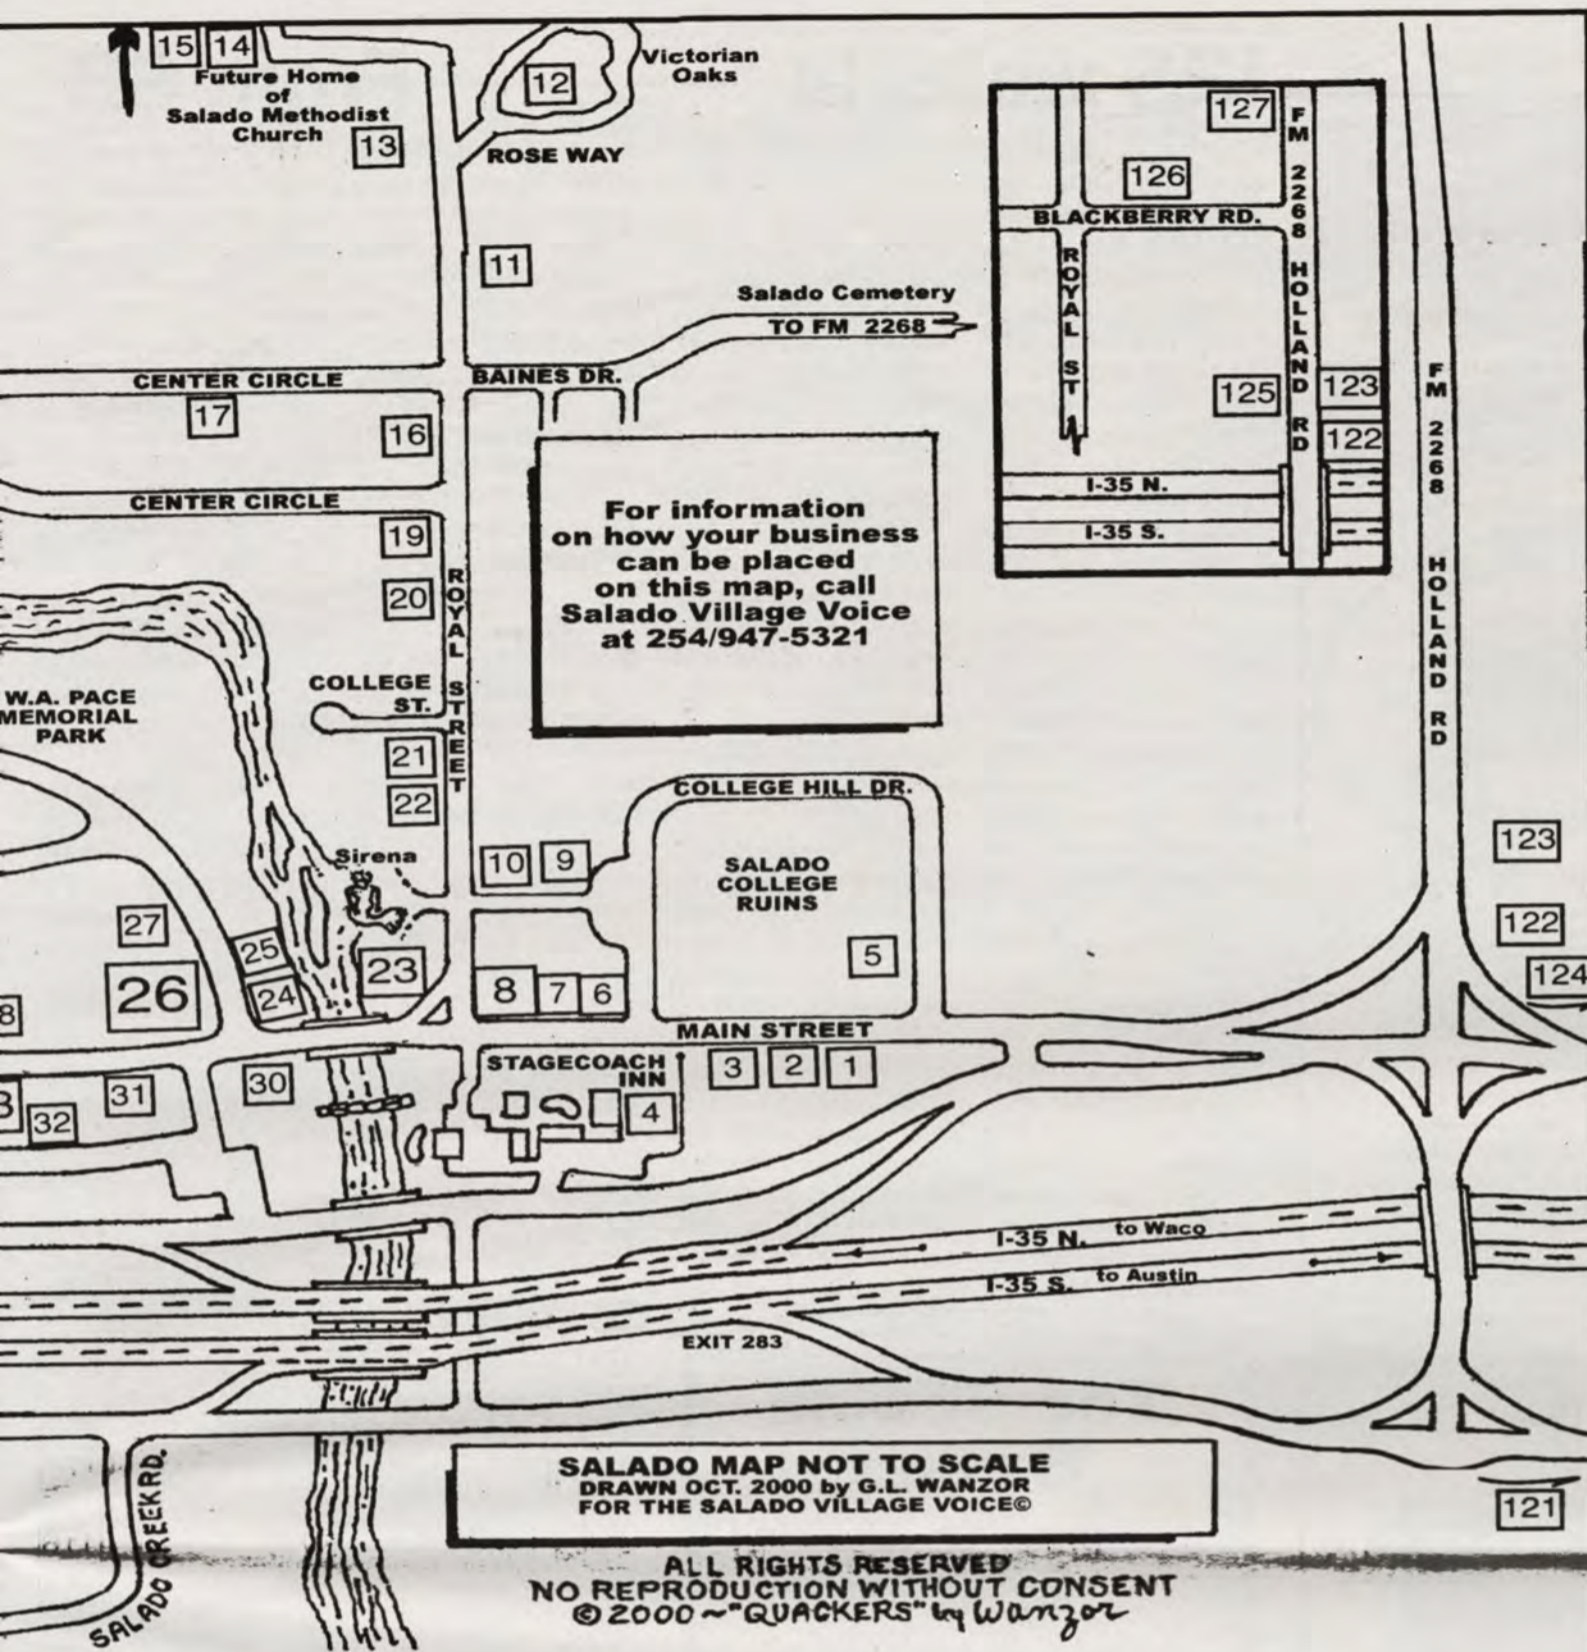 15
14
Future Home
of
Salado Methodist
Church
13
12
Victorian
Oaks
ROSE WAY
11
Salado Cemetery
TO FM 2268
CENTER CIRCLE
BAINES DR.
17
16
CENTER CIRCLE
19
20
ROYAL STREET
COLLEGE
ST.
21
22
W.A. PACE
MEMORIAL
PARK
For information
on how your business
can be placed
on this map, call
Salado Village Voice
at 254/947-5321
127
126
BLACKBERRY RD.
ROYAL ST
FM 2268 HOLLAND RD
125
123
122
I-35 N.
I-35 S.
FM 2268 HOLLAND RD
COLLEGE HILL DR.
SALADO
COLLEGE
RUINS
5
Sirena
10
9
27
25
26
24
23
8
7
6
8
MAIN STREET
123
122
124
STAGECOACH
INN
3
2
1
4
30
31
3
32
I-35 N.
to Waco
I-35 S.
to Austin
EXIT 283
SALADO CREEK RD.
SALADO MAP NOT TO SCALE
DRAWN OCT. 2000 by G.L. WANZOR
FOR THE SALADO VILLAGE VOICE©
121
ALL RIGHTS RESERVED
NO REPRODUCTION WITHOUT CONSENT
©2000~"QUACKERS" by Wanzor